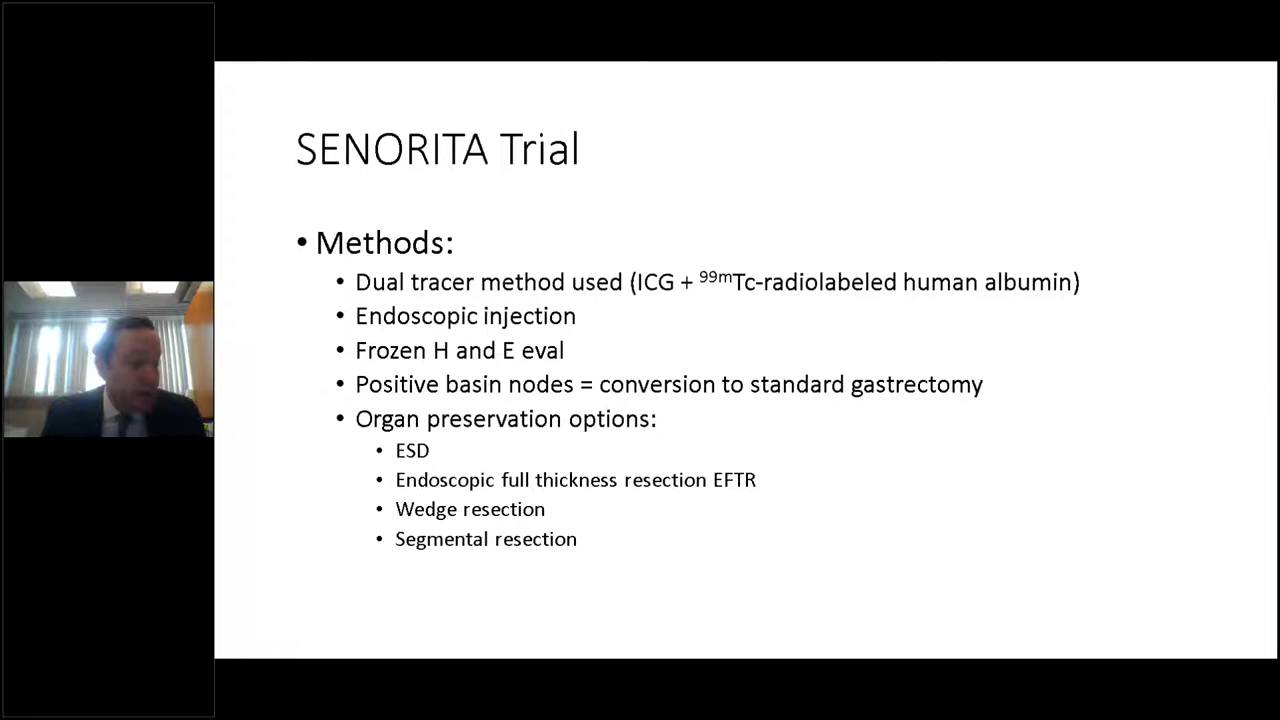 SENORITA Trial
• Methods:
• Dual tracer method used (ICG + ⁹⁹ᵐTc-radiolabeled human albumin)
• Endoscopic injection
• Frozen H and E eval
• Positive basin nodes = conversion to standard gastrectomy
• Organ preservation options:
• ESD
• Endoscopic full thickness resection EFTR
• Wedge resection
• Segmental resection